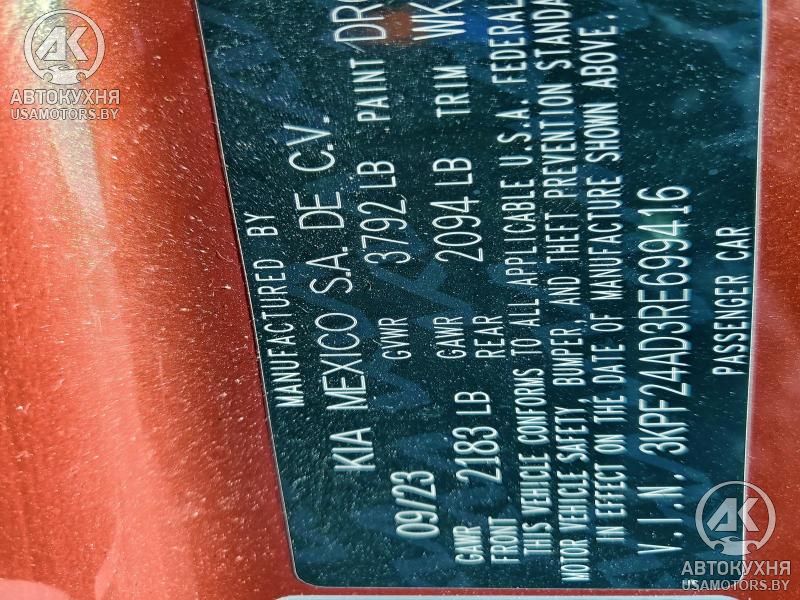 MANUFACTURED BY
KIA MEXICO S.A. DE C.V.
09/23 GVWR 3792 LB PAINT
GAWR FRONT 2183 LB GAWR REAR 2094 LB TRIM
THIS VEHICLE CONFORMS TO ALL APPLICABLE U.S.A. FEDERAL
MOTOR VEHICLE SAFETY, BUMPER, AND THEFT PREVENTION
IN EFFECT ON THE DATE OF MANUFACTURE SHOWN ABOVE.
V.I.N. 3KPF24AD3RE699416
PASSENGER CAR
АК
АВТОКУХНЯ
USAMOTORS.BY
АК
АВТОКУХНЯ
USAMOTORS.BY